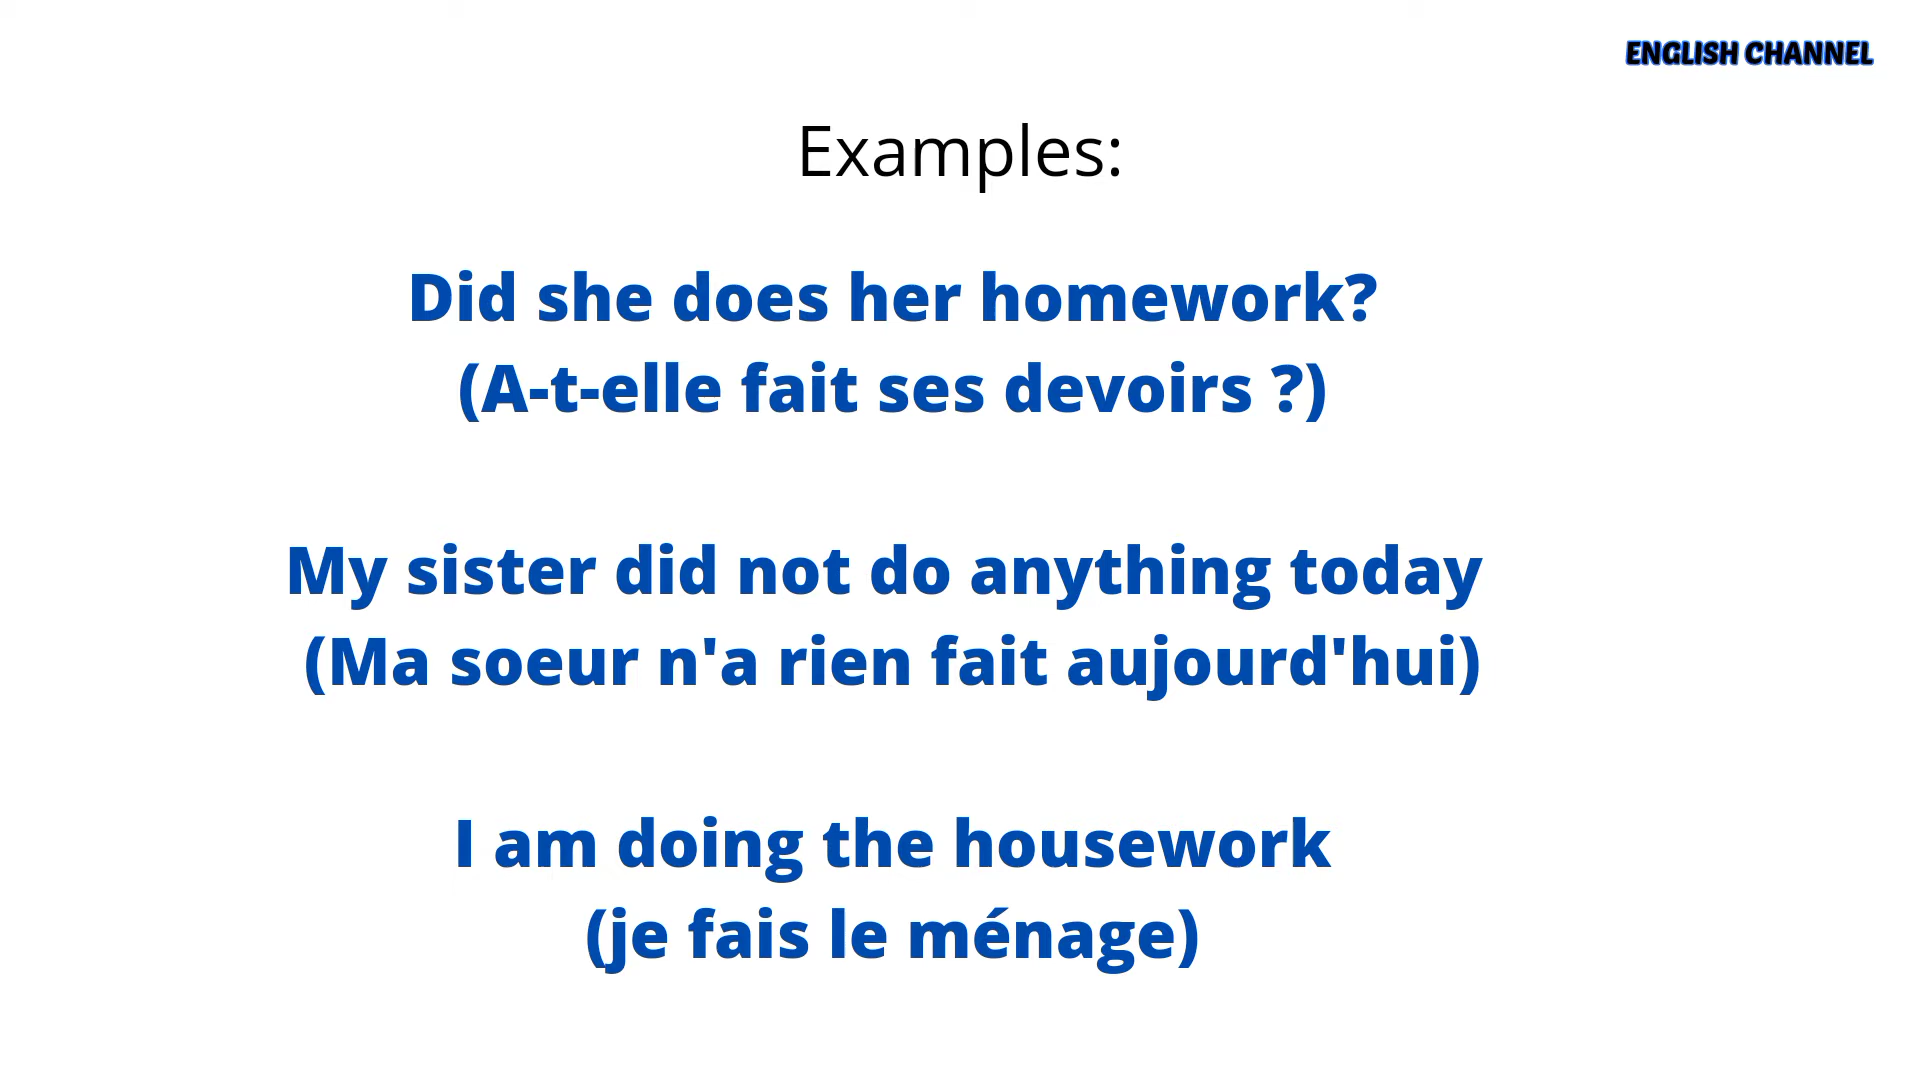 ENGLISH CHANNEL
Examples:
Did she does her homework?
(A-t-elle fait ses devoirs ?)
My sister did not do anything today
(Ma soeur n'a rien fait aujourd'hui)
I am doing the housework
(je fais le ménage)